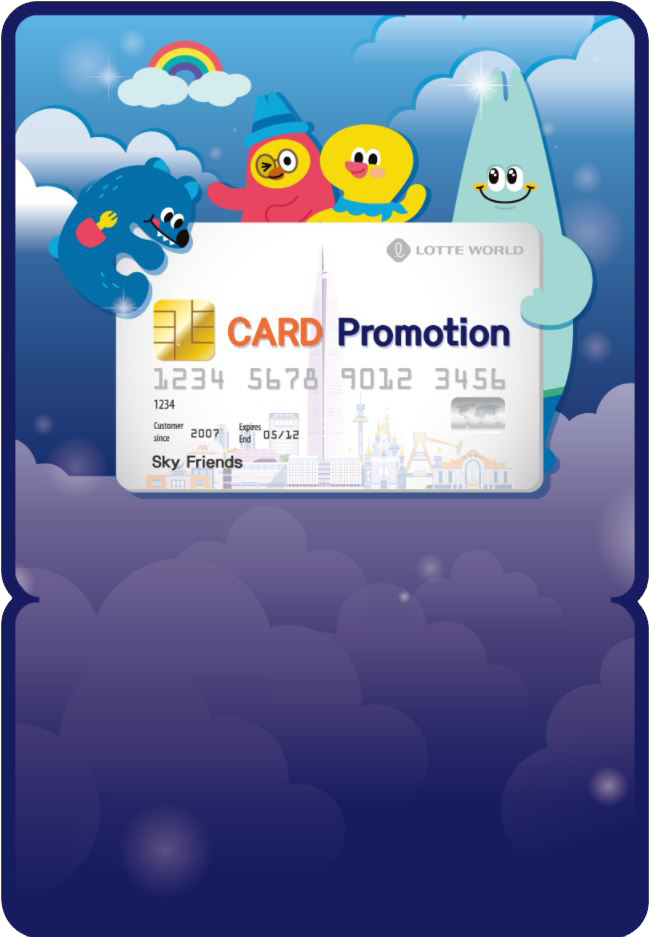 LOTTE WORLD
CARD Promotion
1234 5678 9012 3456
1234
Customer since 2007 Expires End 05/12
Sky Friends